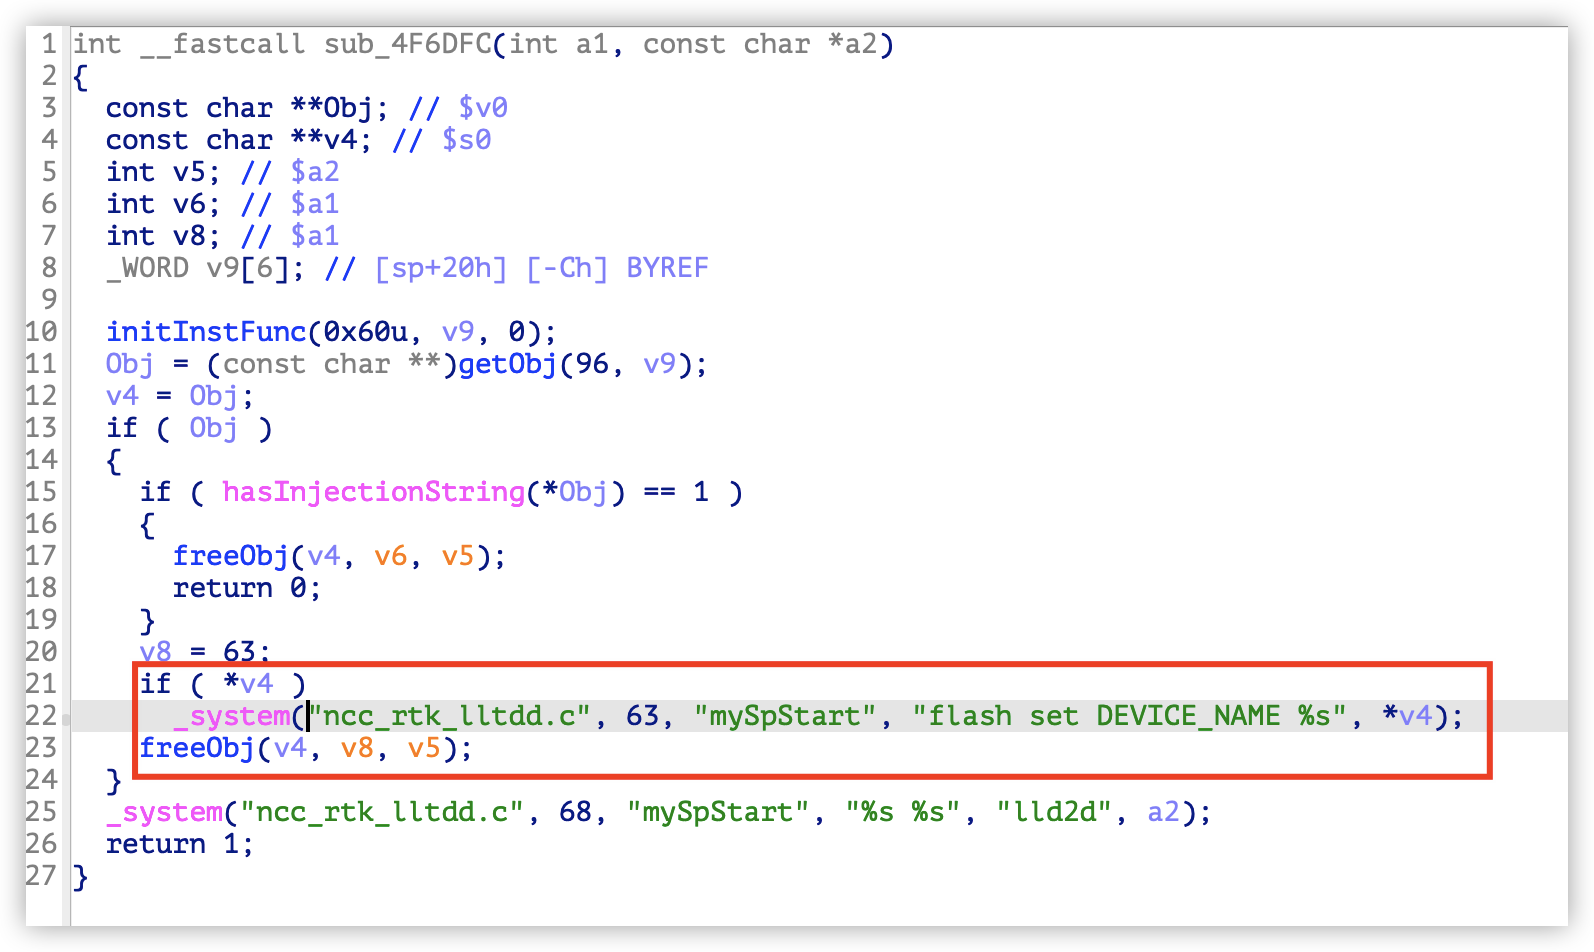 1 int __fastcall sub_4F6DFC(int a1, const char *a2)
2 {
3   const char **Obj; // $v0
4   const char **v4; // $s0
5   int v5; // $a2
6   int v6; // $a1
7   int v8; // $a1
8   _WORD v9[6]; // [sp+20h] [-Ch] BYREF
9
10   initInstFunc(0x60u, v9, 0);
11   Obj = (const char **)getObj(96, v9);
12   v4 = Obj;
13   if ( Obj )
14   {
15     if ( hasInjectionString(*Obj) == 1 )
16     {
17       freeObj(v4, v6, v5);
18       return 0;
19     }
20     v8 = 63;
21     if ( *v4 )
22       _system("ncc_rtk_lltdd.c", 63, "mySpStart", "flash set DEVICE_NAME %s", *v4);
23     freeObj(v4, v8, v5);
24   }
25   _system("ncc_rtk_lltdd.c", 68, "mySpStart", "%s %s", "lld2d", a2);
26   return 1;
27 }